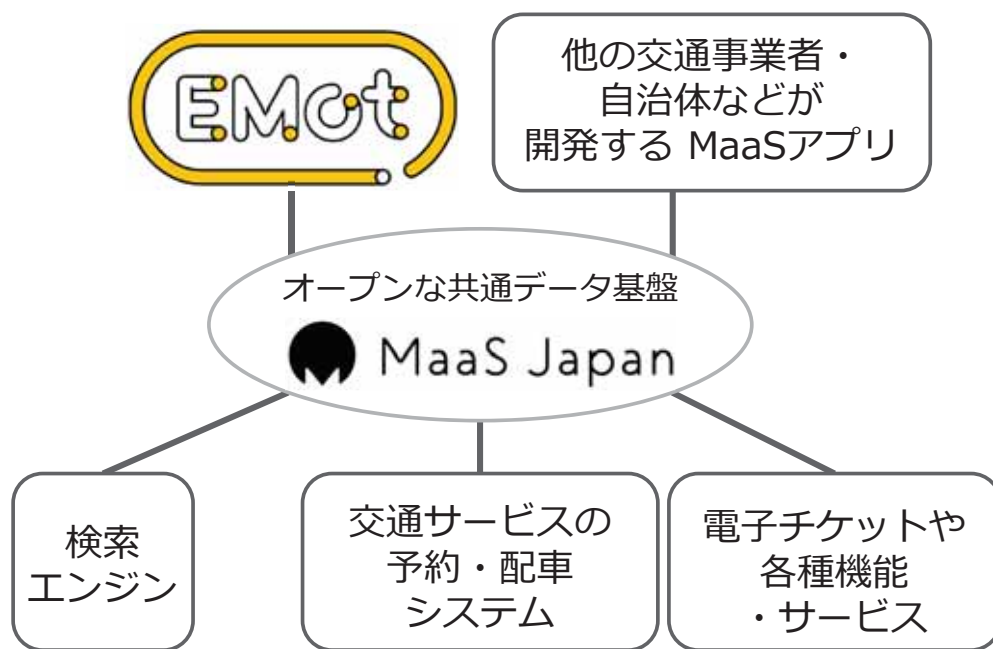 EMot
他の交通事業者・
自治体などが
開発する MaaSアプリ
オープンな共通データ基盤
MaaS Japan
検索
エンジン
交通サービスの
予約・配車
システム
電子チケットや
各種機能
・サービス